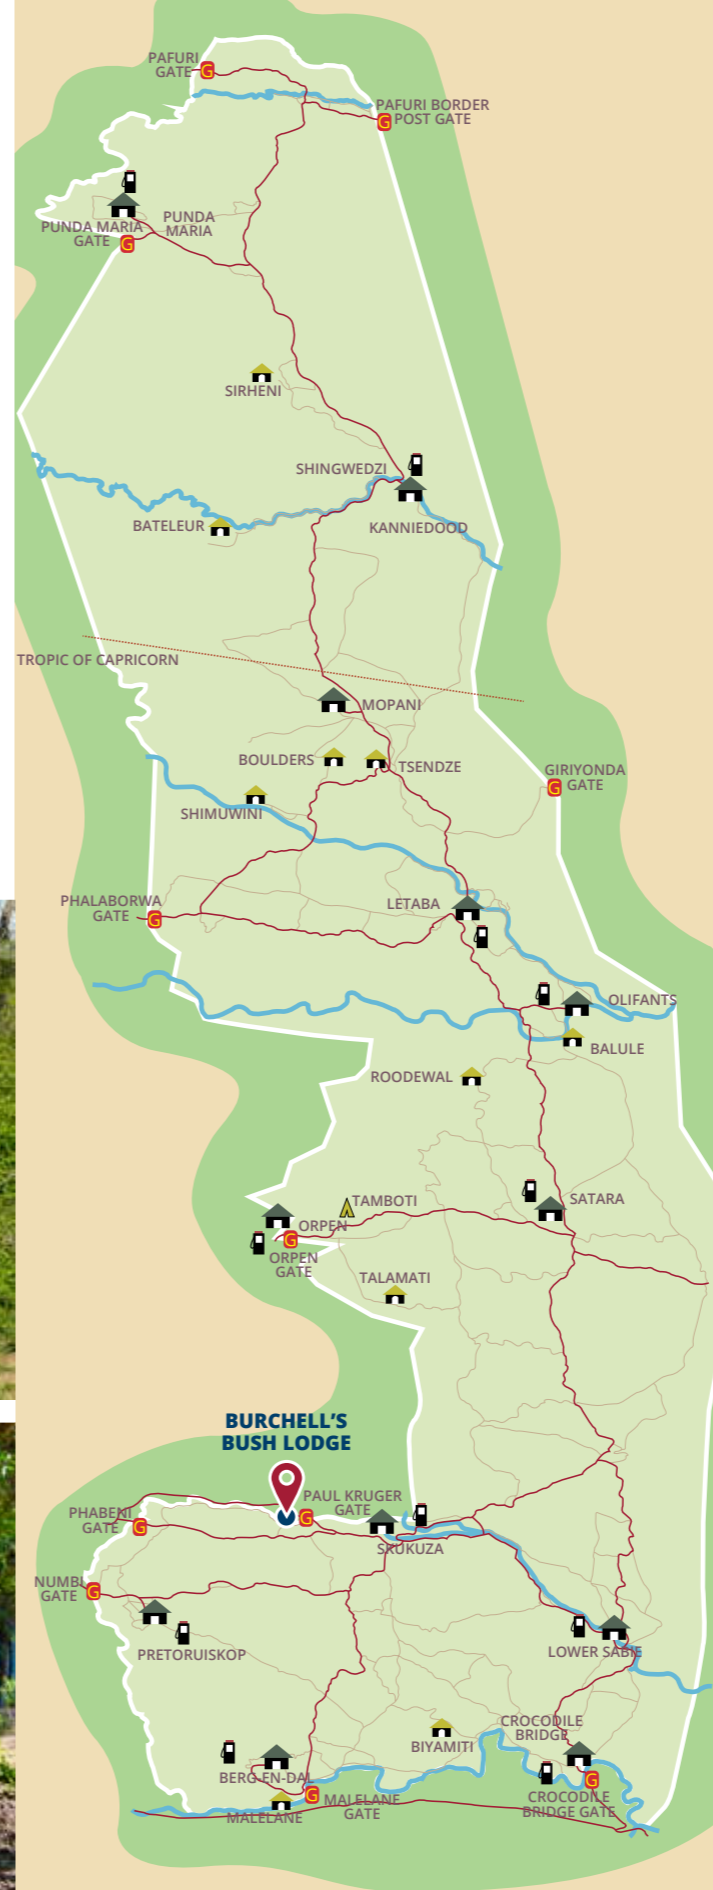 PAFURI
GATE
G
PAFURI BORDER
POST GATE
G
PUNDA MARIA
GATE
G
PUNDA
MARIA
SIRHENI
SHINGWEDZI
KANNIEDOOD
BATELEUR
TROPIC OF CAPRICORN
MOPANI
BOULDERS
TSENDZE
GIRIYONDA
GATE
G
SHIMUWINI
PHALABORWA
GATE
G
LETABA
OLIFANTS
BALULE
ROODEWAL
TAMBOTI
SATARA
ORPEN
G
ORPEN
GATE
TALAMATI
BURCHELL'S
BUSH LODGE
PAUL KRUGER
GATE
G
PHABENI
GATE
G
SKUKUZA
NUMBI
GATE
G
PRETORUISKOP
LOWER SABIE
CROCODILE
BRIDGE
BIYAMITI
BERG-EN-DAL
G
CROCODILE
BRIDGE GATE
MALELANE
G
MALELANE
GATE